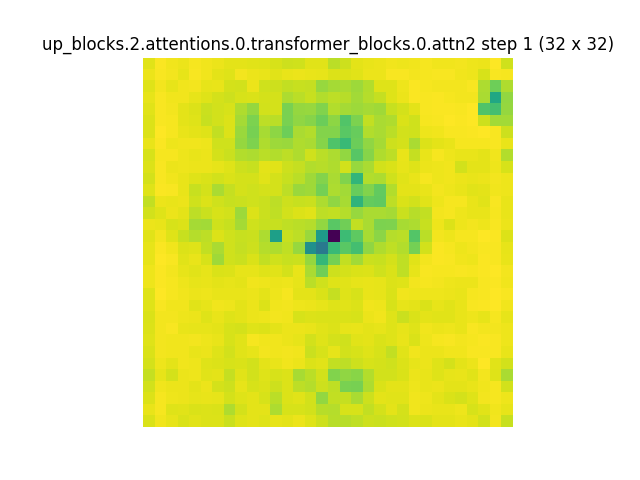 up_blocks.2.attentions.0.transformer_blocks.0.attn2 step 1 (32 x 32)